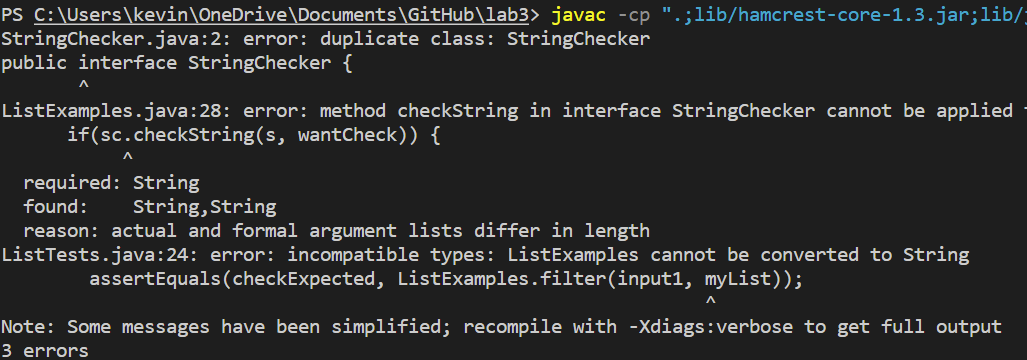 PS C:\Users\kevin\OneDrive\Documents\GitHub\lab3> javac -cp ".;lib/hamcrest-core-1.3.jar;lib/
StringChecker.java:2: error: duplicate class: StringChecker
public interface StringChecker {
^
ListExamples.java:28: error: method checkString in interface StringChecker cannot be applied
if(sc.checkString(s, wantCheck)) {
^
required: String
found:    String,String
reason: actual and formal argument lists differ in length
ListTests.java:24: error: incompatible types: ListExamples cannot be converted to String
assertEquals(checkExpected, ListExamples.filter(input1, myList));
^
Note: Some messages have been simplified; recompile with -Xdiags:verbose to get full output
3 errors